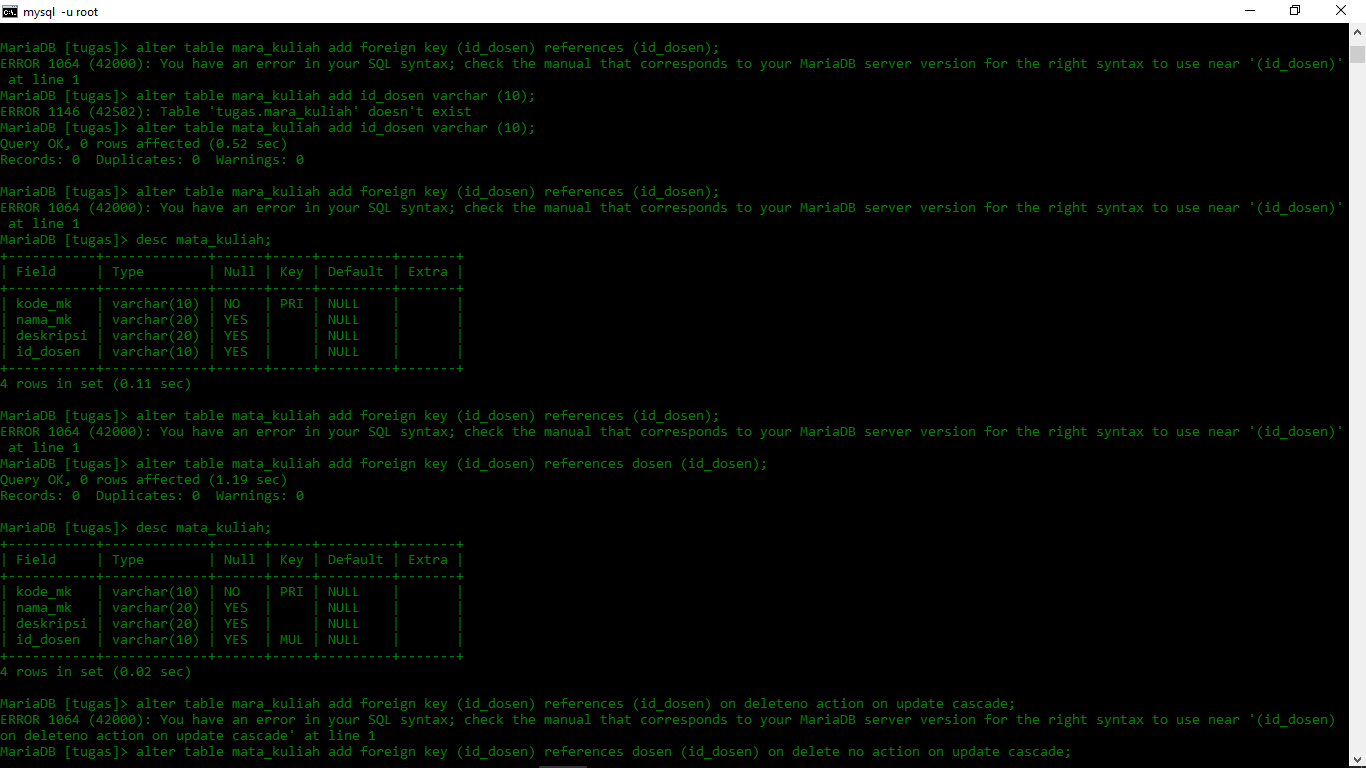 mysql -u root
MariaDB [tugas]> alter table mara_kuliah add foreign key (id_dosen) references (id_dosen);
ERROR 1064 (42000): You have an error in your SQL syntax; check the manual that corresponds to your MariaDB server version for the right syntax to use near '(id_dosen)'
 at line 1
MariaDB [tugas]> alter table mara_kuliah add id_dosen varchar (10);
ERROR 1146 (42S02): Table 'tugas.mara_kuliah' doesn't exist
MariaDB [tugas]> alter table mata_kuliah add id_dosen varchar (10);
Query OK, 0 rows affected (0.52 sec)
Records: 0  Duplicates: 0  Warnings: 0
MariaDB [tugas]> alter table mara_kuliah add foreign key (id_dosen) references (id_dosen);
ERROR 1064 (42000): You have an error in your SQL syntax; check the manual that corresponds to your MariaDB server version for the right syntax to use near '(id_dosen)'
 at line 1
MariaDB [tugas]> desc mata_kuliah;
+-----------+-------------+------+-----+---------+-------+
| Field     | Type        | Null | Key | Default | Extra |
+-----------+-------------+------+-----+---------+-------+
| kode_mk   | varchar(10) | NO   | PRI | NULL    |       |
| nama_mk   | varchar(20) | YES  |     | NULL    |       |
| deskripsi | varchar(20) | YES  |     | NULL    |       |
| id_dosen  | varchar(10) | YES  |     | NULL    |       |
+-----------+-------------+------+-----+---------+-------+
4 rows in set (0.11 sec)
MariaDB [tugas]> alter table mata_kuliah add foreign key (id_dosen) references (id_dosen);
ERROR 1064 (42000): You have an error in your SQL syntax; check the manual that corresponds to your MariaDB server version for the right syntax to use near '(id_dosen)'
 at line 1
MariaDB [tugas]> alter table mata_kuliah add foreign key (id_dosen) references dosen (id_dosen);
Query OK, 0 rows affected (1.19 sec)
Records: 0  Duplicates: 0  Warnings: 0
MariaDB [tugas]> desc mata_kuliah;
+-----------+-------------+------+-----+---------+-------+
| Field     | Type        | Null | Key | Default | Extra |
+-----------+-------------+------+-----+---------+-------+
| kode_mk   | varchar(10) | NO   | PRI | NULL    |       |
| nama_mk   | varchar(20) | YES  |     | NULL    |       |
| deskripsi | varchar(20) | YES  |     | NULL    |       |
| id_dosen  | varchar(10) | YES  | MUL | NULL    |       |
+-----------+-------------+------+-----+---------+-------+
4 rows in set (0.02 sec)
MariaDB [tugas]> alter table mara_kuliah add foreign key (id_dosen) references (id_dosen) on deleteno action on update cascade;
ERROR 1064 (42000): You have an error in your SQL syntax; check the manual that corresponds to your MariaDB server version for the right syntax to use near '(id_dosen)
on deleteno action on update cascade' at line 1
MariaDB [tugas]> alter table mata_kuliah add foreign key (id_dosen) references dosen (id_dosen) on delete no action on update cascade;